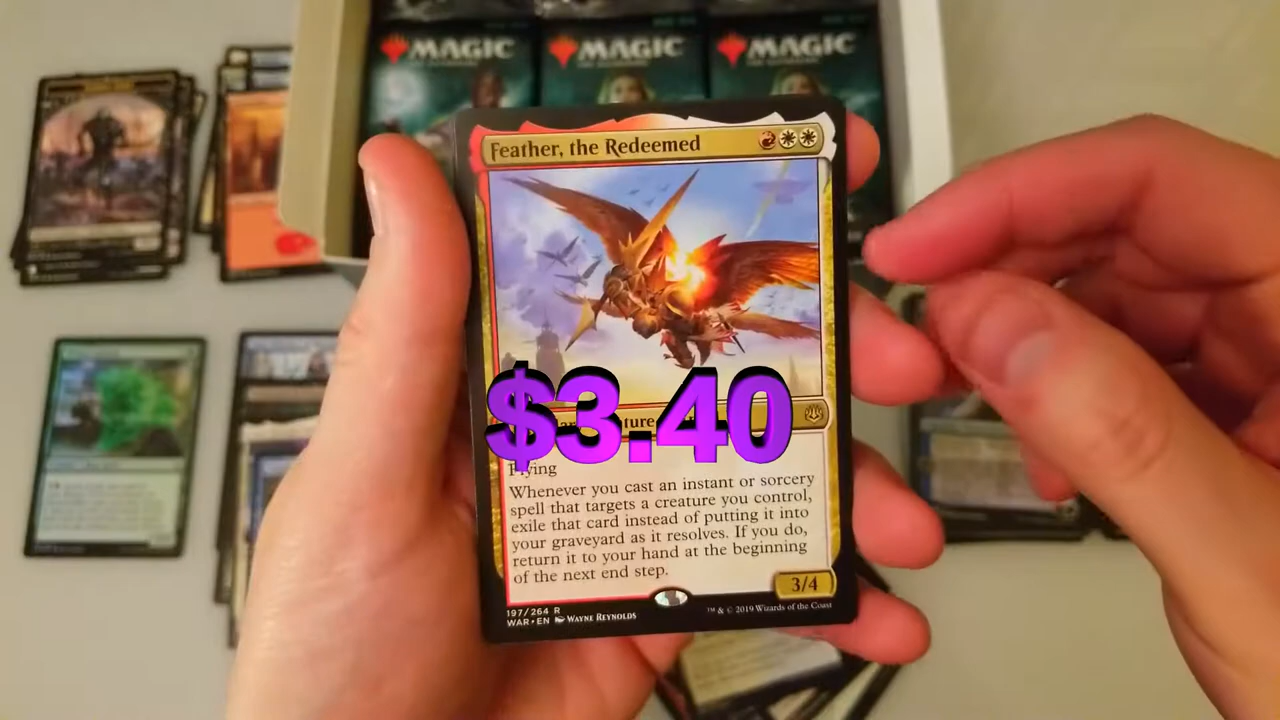 MAGIC
MAGIC
MAGIC
Feather, the Redeemed
$3.40
Flying
Whenever you cast an instant or sorcery
spell that targets a creature you control,
exile that card instead of putting it into
your graveyard as it resolves. If you do,
return it to your hand at the beginning
of the next end step.
3/4
197/264 R
WAR • EN Wayne Reynolds
™ & © 2019 Wizards of the Coast